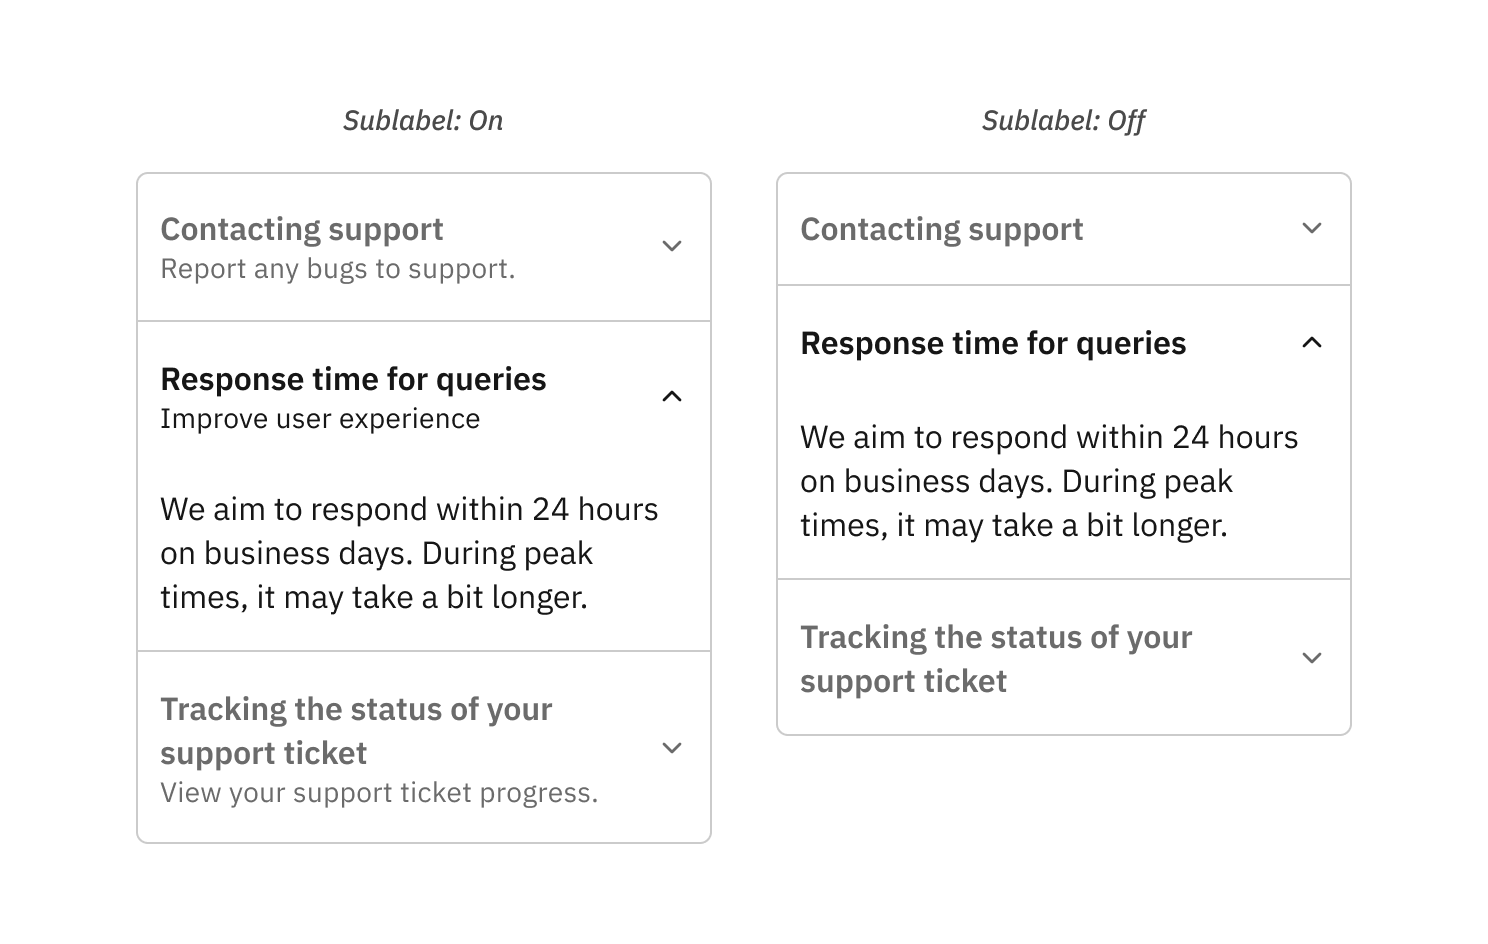 Sublabel: On
Contacting support
Report any bugs to support.
Response time for queries
Improve user experience
We aim to respond within 24 hours
on business days. During peak
times, it may take a bit longer.
Tracking the status of your
support ticket
View your support ticket progress.
Sublabel: Off
Contacting support
Response time for queries
We aim to respond within 24 hours
on business days. During peak
times, it may take a bit longer.
Tracking the status of your
support ticket